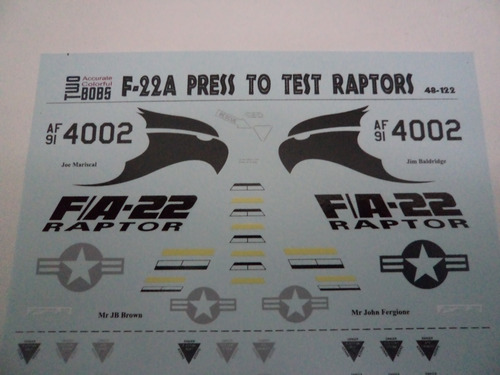 TWO BOBS
Accurate
Colorful
F-22A PRESS TO TEST RAPTORS 48-122
AF 91 4002
AF 91 4002
Joe Mariscal
Jim Baldridge
F/A-22
RAPTOR
F/A-22
RAPTOR
Mr JB Brown
Mr John Fergione